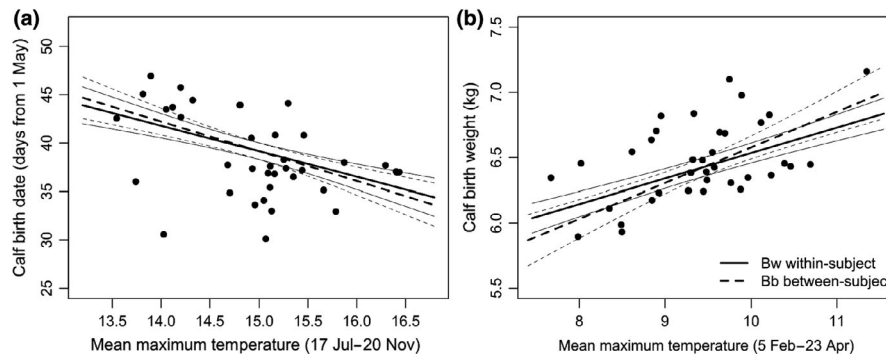 (a)
Calf birth date (days from 1 May)
50
45
40
35
30
25
13.5 14.0 14.5 15.0 15.5 16.0 16.5
Mean maximum temperature (17 Jul–20 Nov)
(b)
Calf birth weight (kg)
7.5
7.0
6.5
6.0
5.5
8 9 10 11
Mean maximum temperature (5 Feb–23 Apr)
Bw within-subject
Bb between-subject